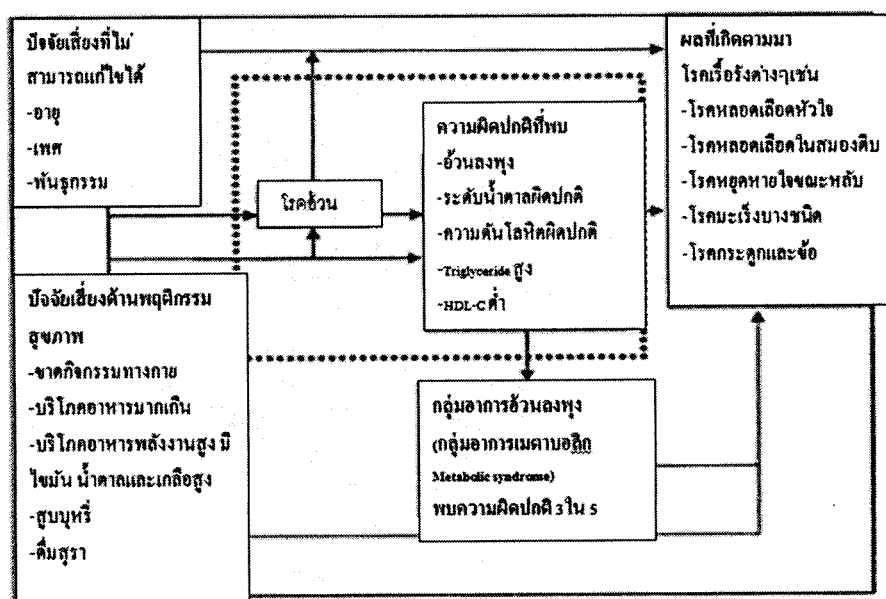 ปัจจัยเสี่ยงที่ไม่
สามารถแก้ไขได้
-อายุ
-เพศ
-พันธุกรรม
โรคอ้วน
ความผิดปกติที่พบ
-อ้วนลงพุง
-ระดับน้ำตาลผิดปกติ
-ความดันโลหิตผิดปกติ
-Triglyceride สูง
-HDL-C ต่ำ
ผลที่เกิดตามมา
โรคเรื้อรังต่างๆเช่น
-โรคหลอดเลือดหัวใจ
-โรคหลอดเลือดในสมองตีบ
-โรคหยุดหายใจขณะหลับ
-โรคมะเร็งบางชนิด
-โรคกระดูกและข้อ
ปัจจัยเสี่ยงด้านพฤติกรรม
สุขภาพ
-ขาดกิจกรรมทางกาย
-บริโภคอาหารมากเกิน
-บริโภคอาหารพลังงานสูง มี
ไขมัน น้ำตาลและเกลือสูง
-สูบบุหรี่
-ดื่มสุรา
กลุ่มอาการอ้วนลงพุง
(กลุ่มอาการเมตาบอลิก
Metabolic syndrome)
พบความผิดปกติ 3 ใน 5